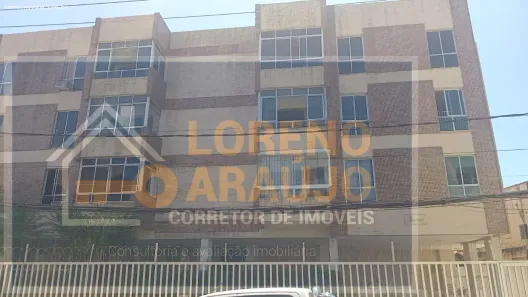 LORENO
ARAUJO
CORRETOR DE IMÓVEIS
Consultoria e avaliação imobiliária